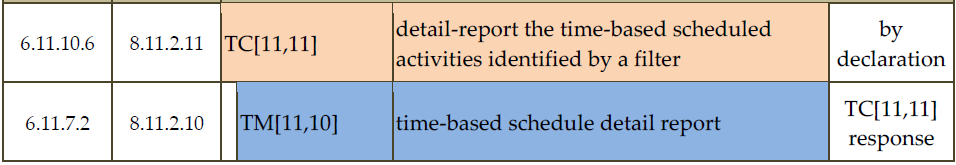 6.11.10.6 8.11.2.11 TC[11,11] detail-report the time-based scheduled activities identified by a filter by declaration
6.11.7.2 8.11.2.10 TM[11,10] time-based schedule detail report TC[11,11] response